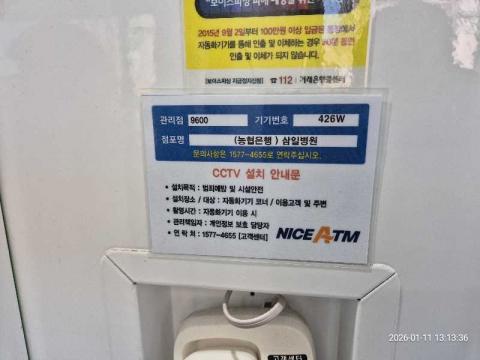 "보이스피싱 피해 예방을 위한
2015년 9월 2일부터 100만원 이상 입금된 통장에서
자동화기기를 통해 인출 및 이체하는 경우 30분 동안
인출 및 이체가 되지 않습니다.
[보이스피싱 지급정지신청] ☎ 112
관리점 9600 기기번호 426W
점포명 (농협은행) 삼일병원
문의사항은 1577-4655로 연락주십시오.
CCTV 설치 안내문
• 설치목적 : 범죄예방 및 시설안전
• 설치장소 / 대상 : 자동화기기 코너 / 이용고객 및 주변
• 촬영시간 : 자동화기기 이용 시
• 관리책임자 : 개인정보 보호 담당자
• 연 락 처 : 1577-4655 [고객센터]
NICE ATM
고객센터
2026-01-11 13:13:36